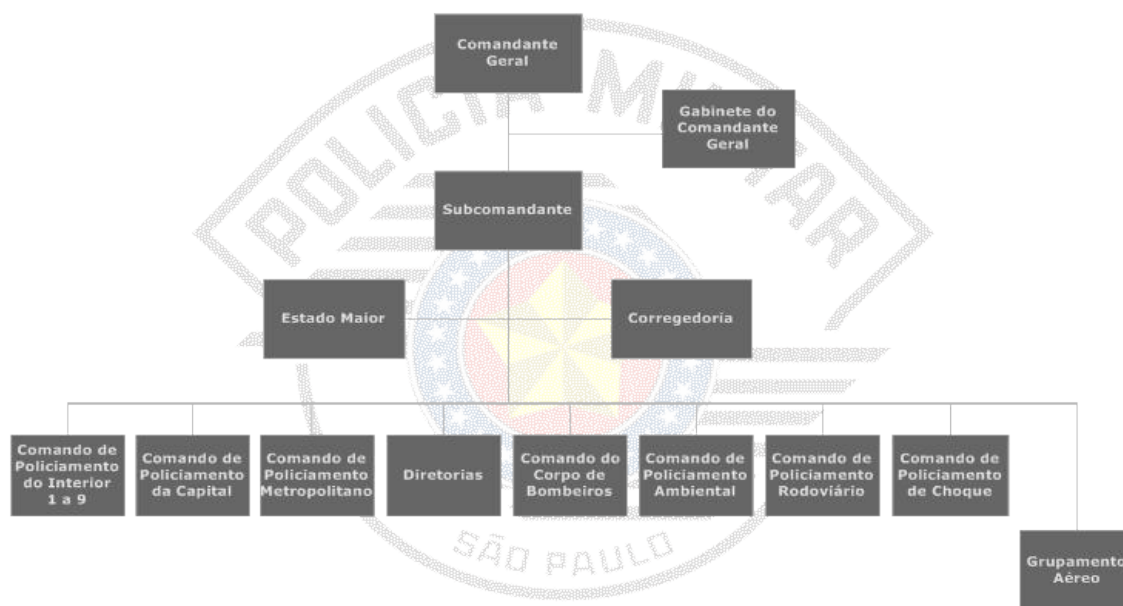 POLICIA MILITAR
Comandante
Geral
Gabinete do
Comandante
Geral
Subcomandante
Estado Maior
Corregedoria
Comando de
Policiamento
do Interior
1 a 9
Comando de
Policiamento
da Capital
Comando de
Policiamento
Metropolitano
Diretorias
Comando do
Corpo de
Bombeiros
Comando de
Policiamento
Ambiental
Comando de
Policiamento
Rodoviário
Comando de
Policiamento
de Choque
SÃO PAULO
Grupamento
Aéreo